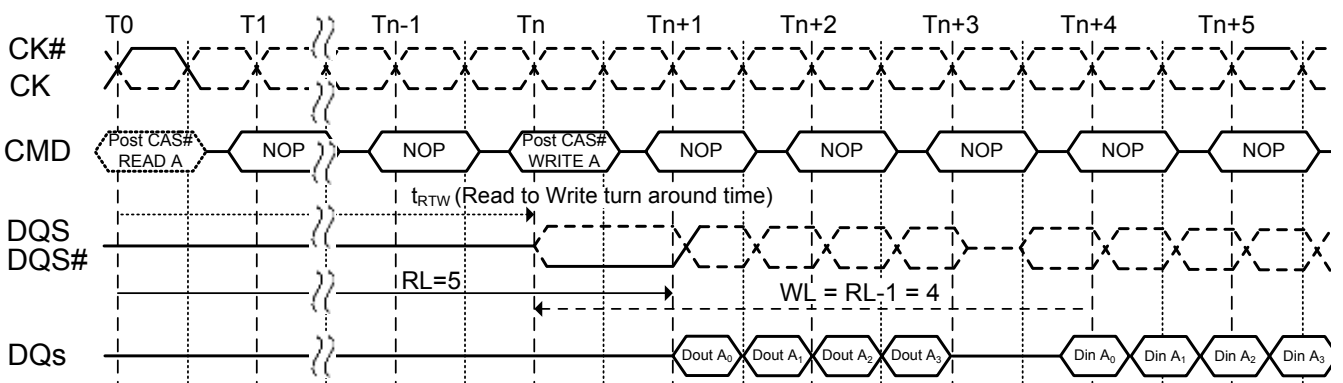 T0 T1 Tn-1 Tn Tn+1 Tn+2 Tn+3 Tn+4 Tn+5
CK#
CK
CMD
Post CAS#
READ A
NOP
NOP
Post CAS#
WRITE A
NOP
NOP
NOP
NOP
NOP
tRTW (Read to Write turn around time)
DQS
DQS#
RL=5
WL = RL-1 = 4
DQs
Dout A0 Dout A1 Dout A2 Dout A3 Din A0 Din A1 Din A2 Din A3